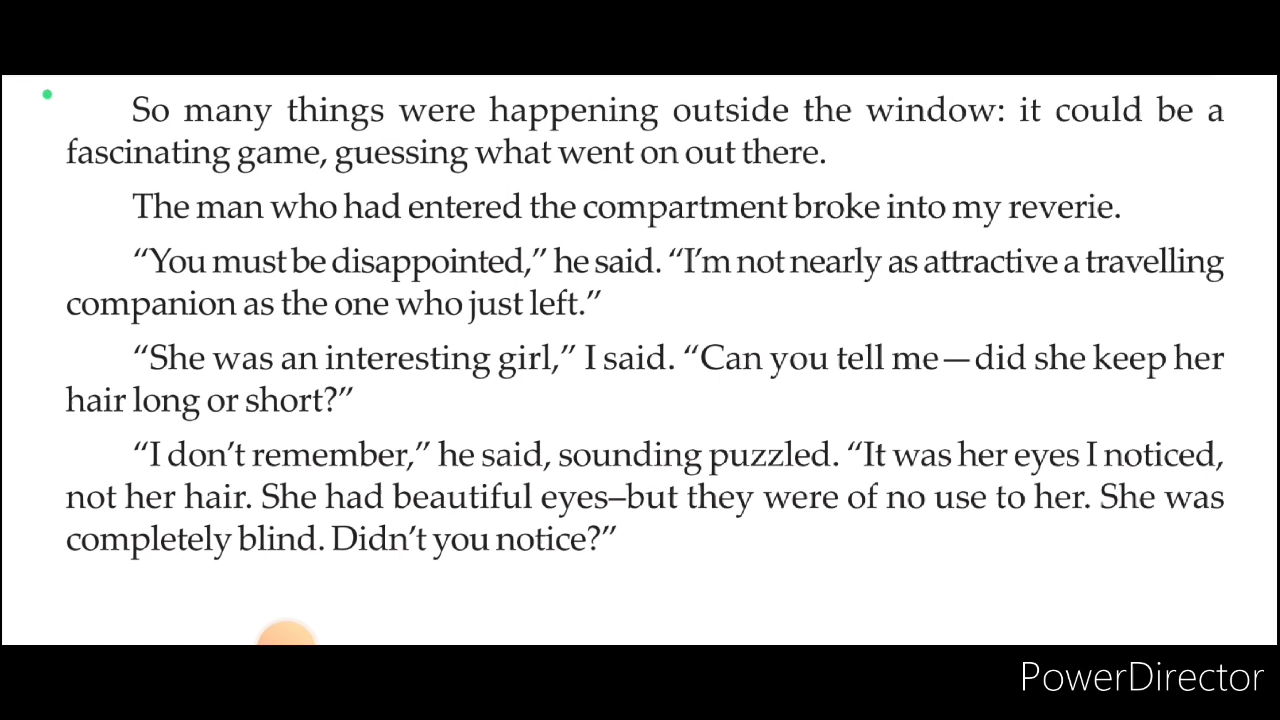 So many things were happening outside the window: it could be a
fascinating game, guessing what went on out there.
The man who had entered the compartment broke into my reverie.
“You must be disappointed,” he said. “I’m not nearly as attractive a travelling
companion as the one who just left.”
“She was an interesting girl,” I said. “Can you tell me—did she keep her
hair long or short?”
“I don’t remember,” he said, sounding puzzled. “It was her eyes I noticed,
not her hair. She had beautiful eyes–but they were of no use to her. She was
completely blind. Didn’t you notice?”
PowerDirector